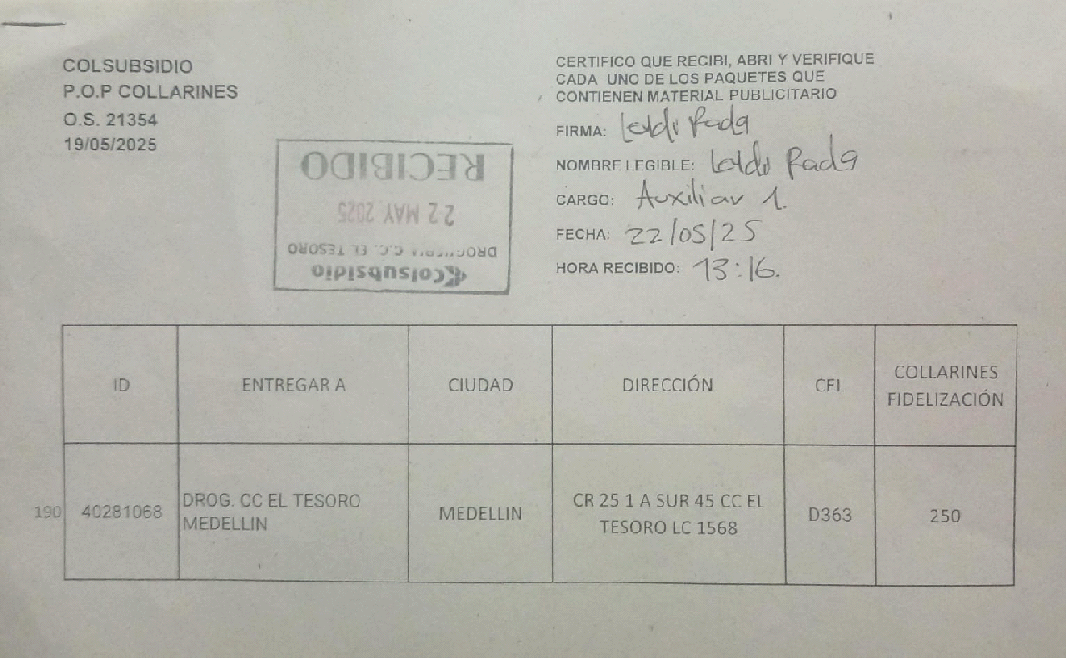 COLSUBSIDIO
P.O.P COLLARINES
O.S. 21354
19/05/2025
CERTIFICO QUE RECIBI, ABRI Y VERIFIQUE
CADA UNO DE LOS PAQUETES QUE
CONTIENEN MATERIAL PUBLICITARIO
FIRMA:
NOMBRE LEGIBLE:
CARGO: Auxiliar 1.
FECHA: 22/05/25
HORA RECIBIDO: 13:16.
Colsubsidio
DROGUERIA C.C. EL TESORO
22 MAY 2025
RECIBIDO
ID ENTREGAR A CIUDAD DIRECCIÓN CEI COLLARINES
FIDELIZACIÓN
190 40281068 DROG. CC EL TESORO MEDELLIN CR 25 1 A SUR 45 CC EL D363 250
MEDELLIN TESORO LC 1568